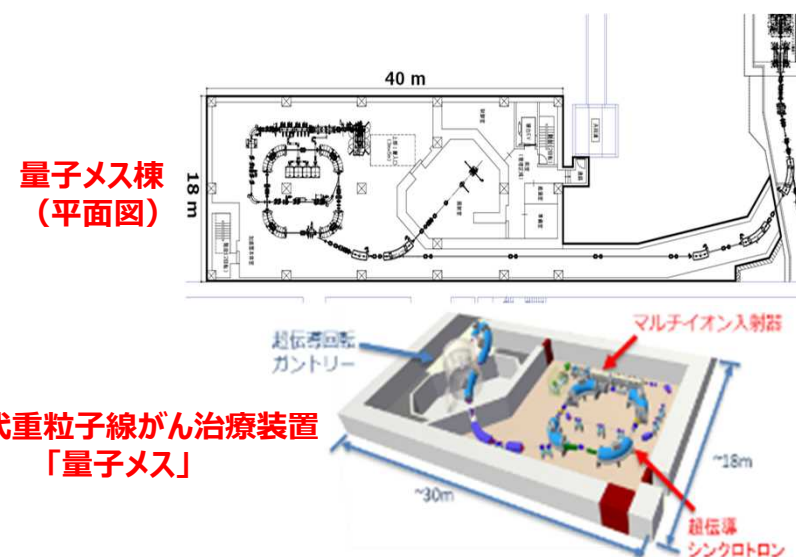 40 m
18 m
量子メス棟
（平面図）
マルチイオン入射器
超伝導回転
ガントリー
代重粒子線がん治療装置
「量子メス」
~18m
~30m
超伝導
シンクロトロン